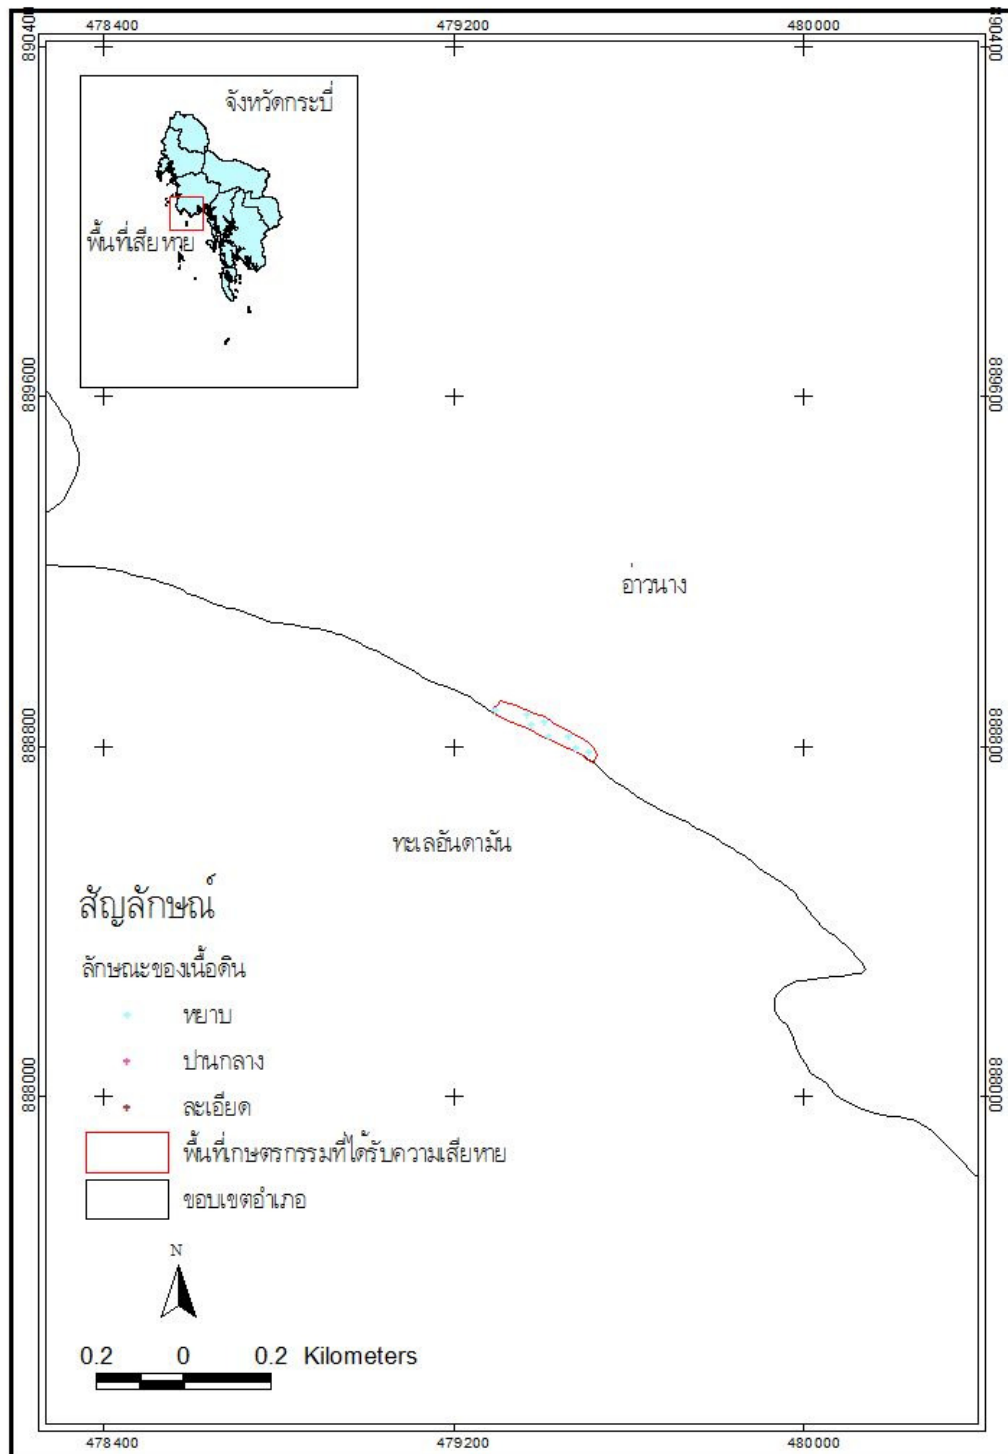 478400 479200 480000
890400 890400
จังหวัดกระบี่
พื้นที่เสียหาย
889600 889600
อ่าวนาง
888800 888800
ทะเลอันดามัน
สัญลักษณ์
ลักษณะของเนื้อดิน
หยาบ
ปานกลาง
888000 888000
ละเอียด
พื้นที่เกษตรกรรมที่ได้รับความเสียหาย
ขอบเขตอำเภอ
N
0.2 0 0.2 Kilometers
478400 479200 480000